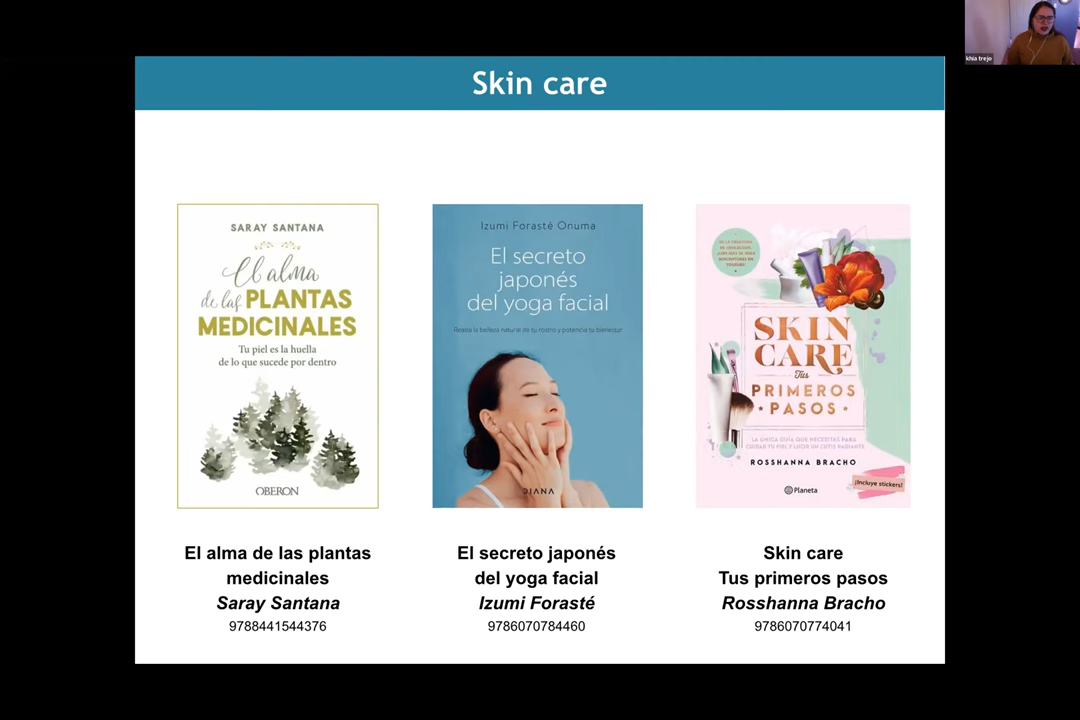 khia trejo
Skin care
SARAY SANTANA
El alma
de las PLANTAS
MEDICINALES
Tu piel es la huella
de lo que sucede por dentro
OBERON
Izumi Forasté Onuma
El secreto
japonés
del yoga facial
Realza la belleza natural de tu rostro y potencia tu bienestar
DIANA
SKIN
CARE
Tus
PRIMEROS
PASOS
LA ÚNICA GUÍA QUE NECESITAS PARA
CUIDAR TU PIEL Y LUCIR UN CUTIS RADIANTE
ROSSHANNA BRACHO
Planeta
¡Incluye stickers!
El alma de las plantas
medicinales
Saray Santana
9788441544376
El secreto japonés
del yoga facial
Izumi Forasté
9786070784460
Skin care
Tus primeros pasos
Rosshanna Bracho
9786070774041